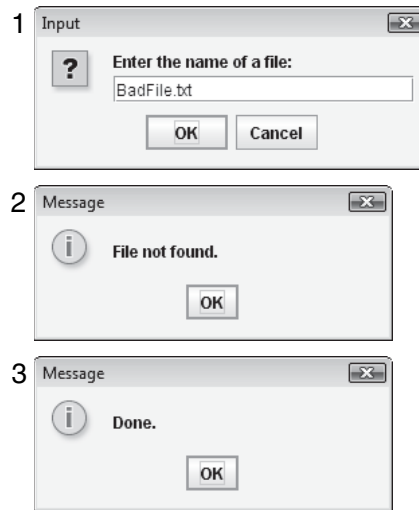 1
Input
?
Enter the name of a file:
BadFile.txt
OK Cancel
2
Message
i
File not found.
OK
3
Message
i
Done.
OK